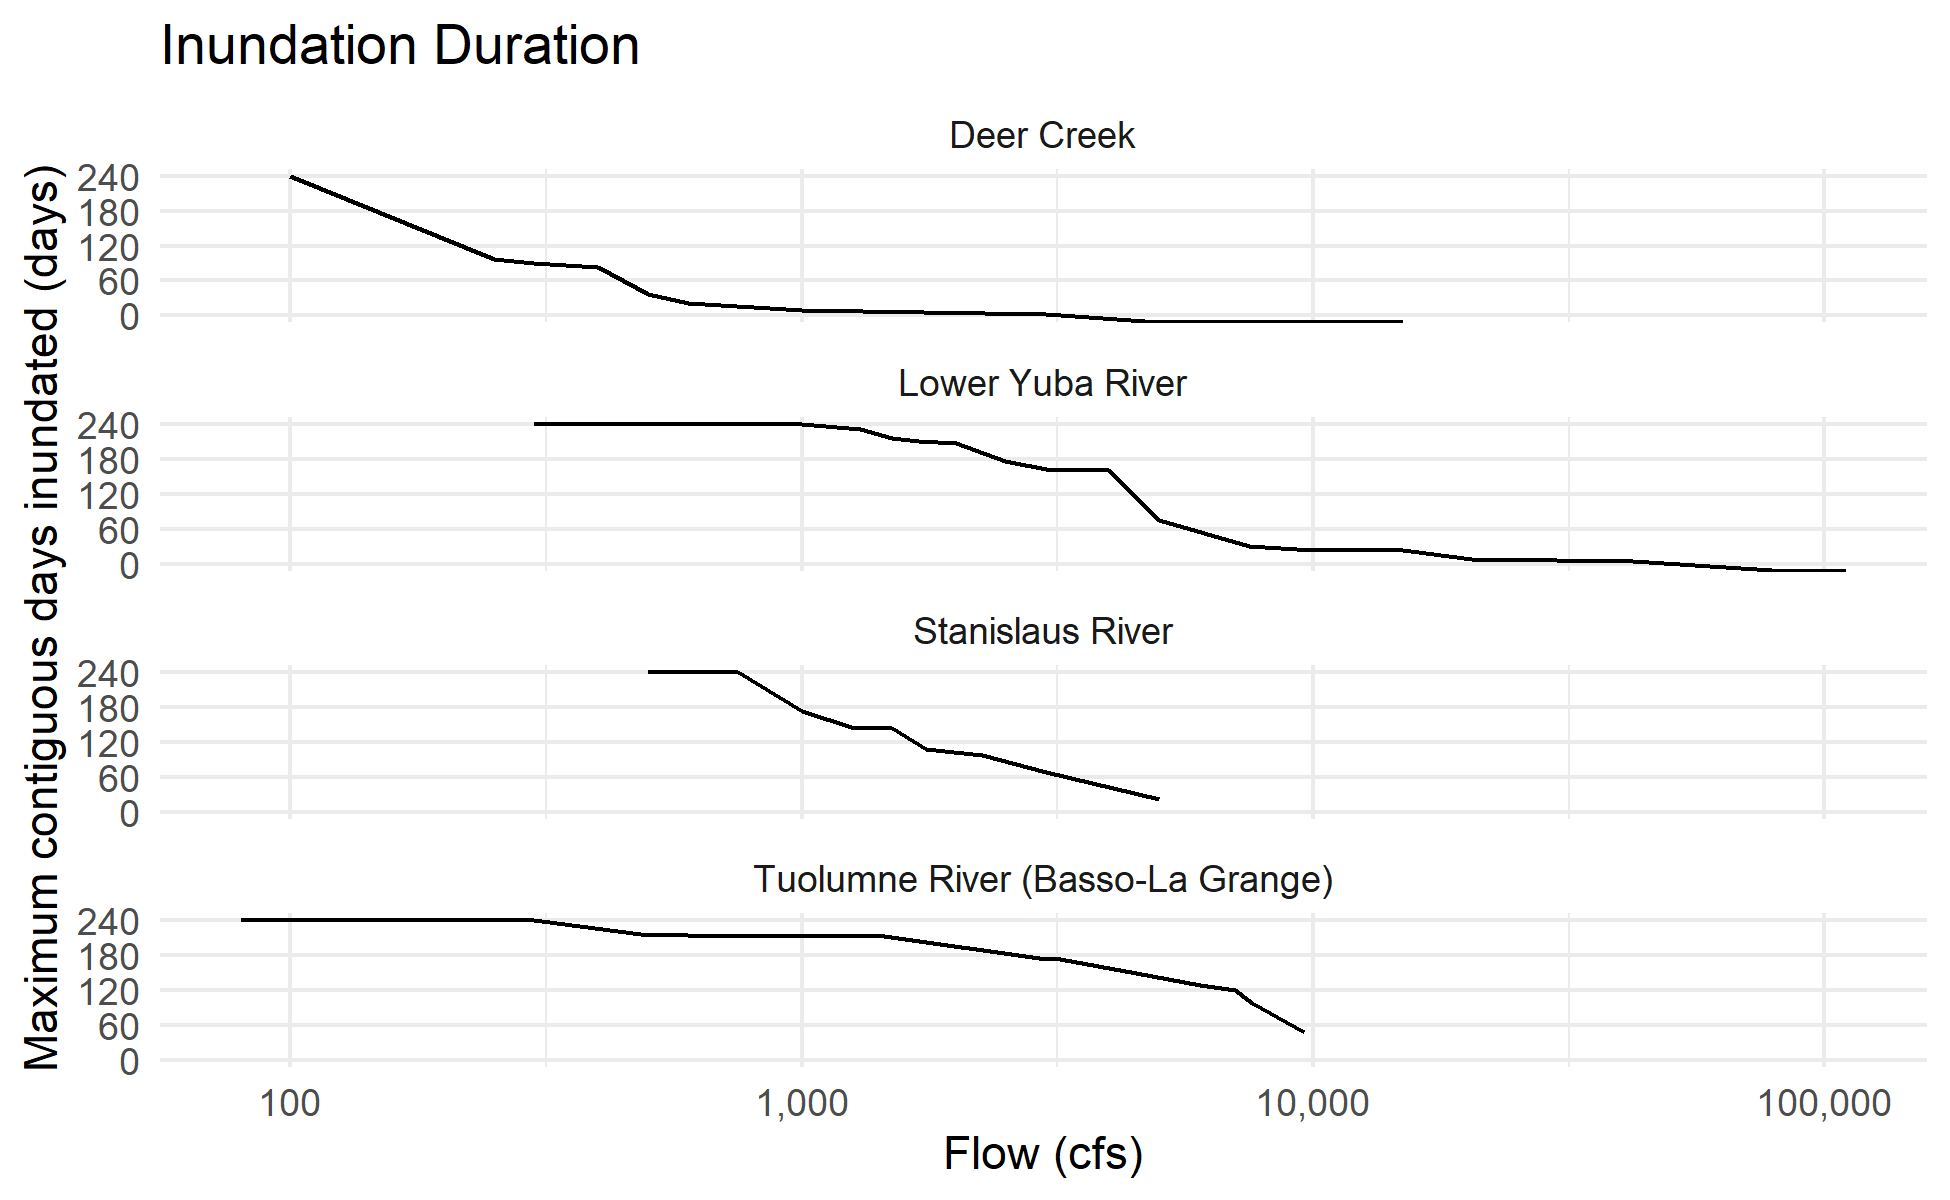 Inundation Duration
Maximum contiguous days inundated (days)
Deer Creek
240
180
120
60
0
Lower Yuba River
240
180
120
60
0
Stanislaus River
240
180
120
60
0
Tuolumne River (Basso-La Grange)
240
180
120
60
0
100 1,000 10,000 100,000
Flow (cfs)